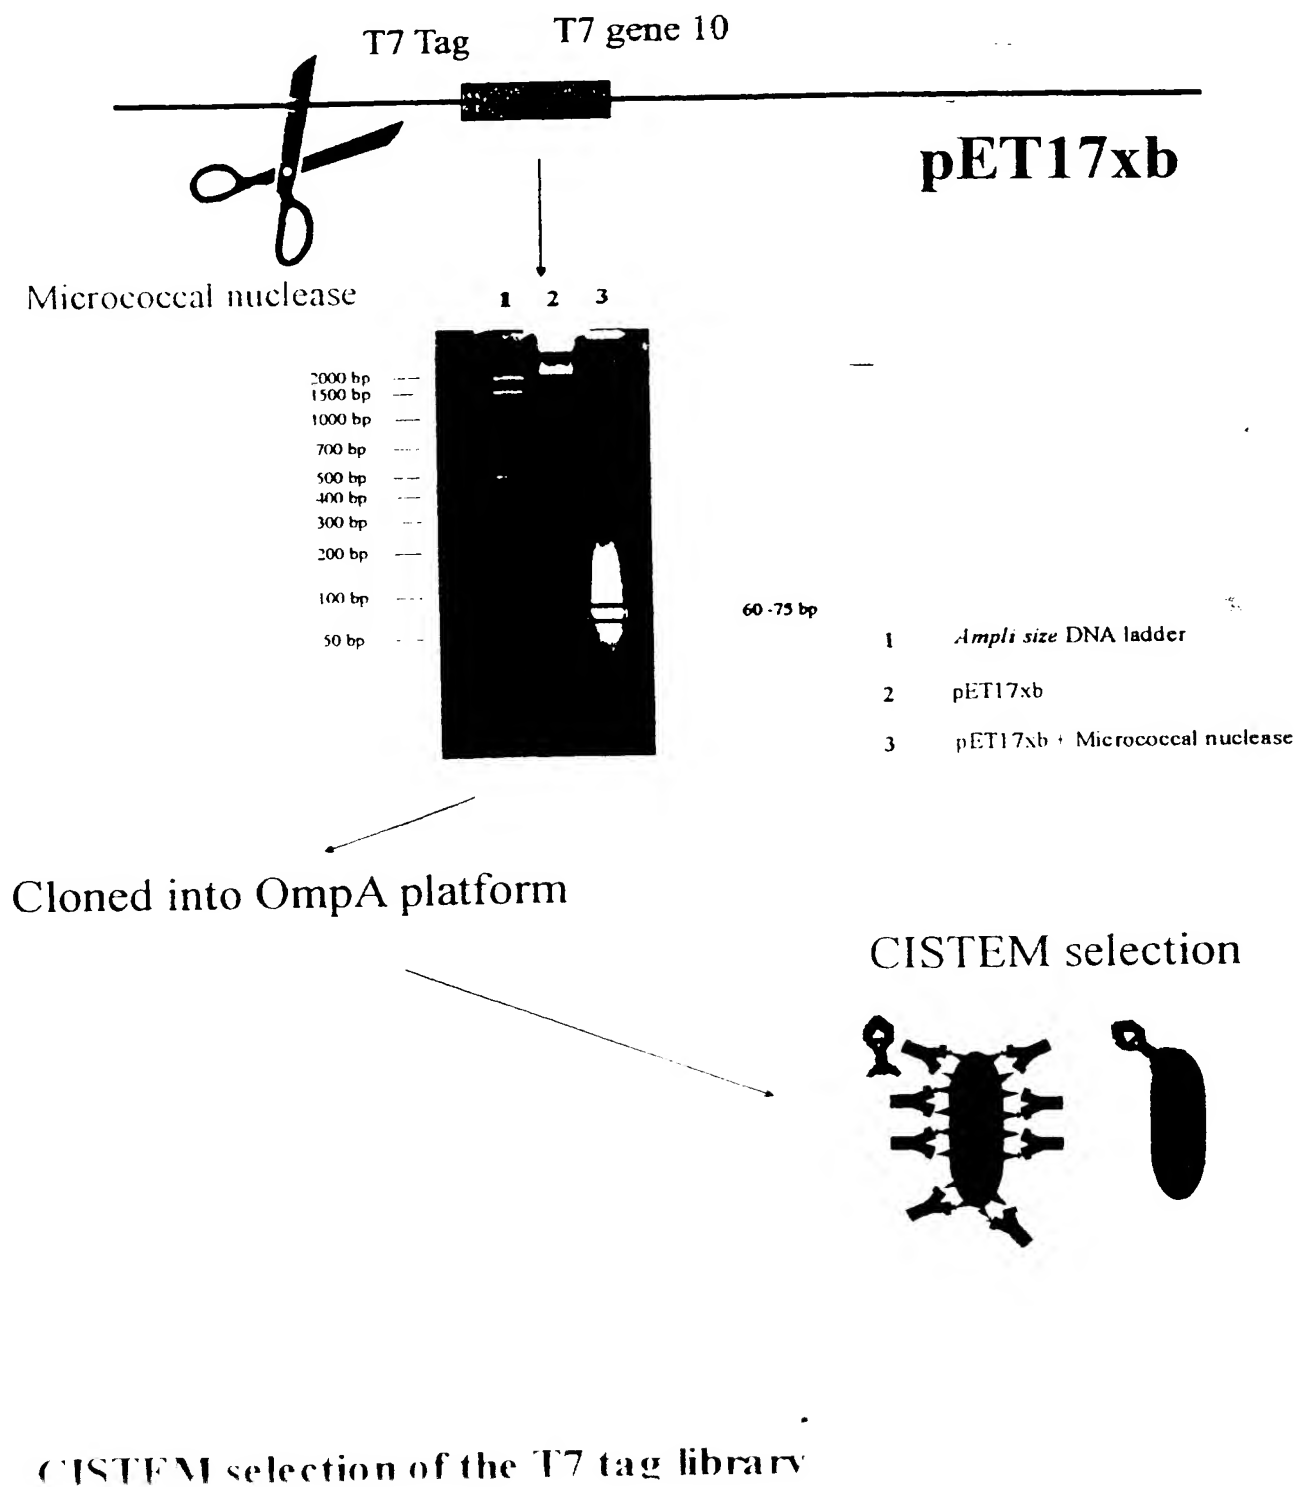 T7 Tag
T7 gene 10
pET17xb
Micrococcal nuclease
1 2 3
2000 bp
1500 bp
1000 bp
700 bp
500 bp
400 bp
300 bp
200 bp
100 bp
50 bp
60 -75 bp
1 Ampli size DNA ladder
2 pET17xb
3 pET17xb + Micrococcal nuclease
Cloned into OmpA platform
CISTEM selection
CISTEM selection of the T7 tag library